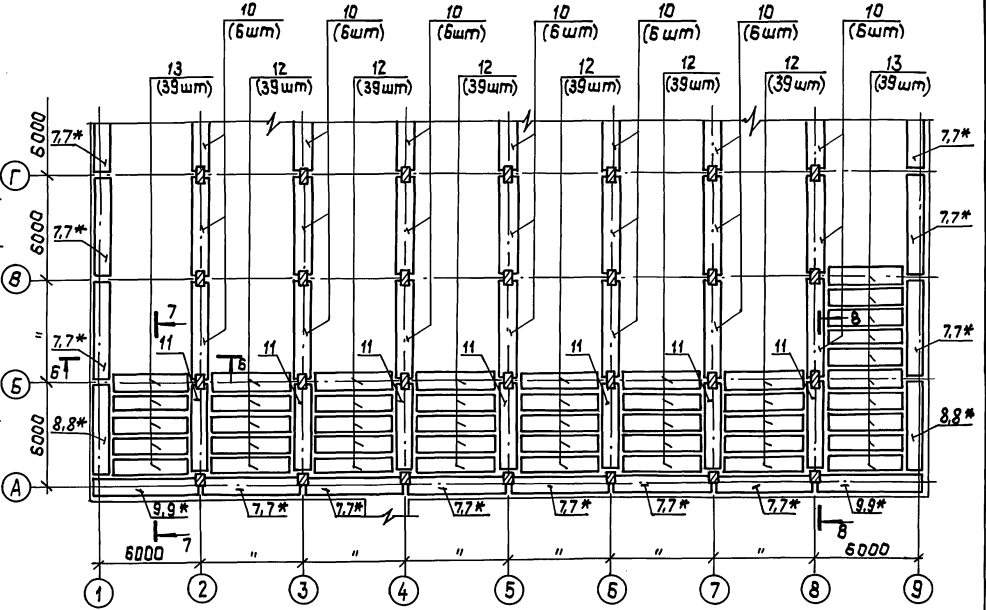 10 10 10 10 10 10 10
(6шт) (6шт) (6шт) (6шт) (6шт) (6шт) (6шт)
13 12 12 12 12 12 12 13
(39шт) (39шт) (39шт) (39шт) (39шт) (39шт) (39шт) (39шт)
6000
7,7* 7,7*
Г
6000
7,7* 7,7*
В
7 8
"
7,7* 11 11 11 11 11 11 11 7,7*
Б Б
Б
6000
8,8* 8,8*
А
9,9* 7,7* 7,7* 7,7* 7,7* 7,7* 7,7* 9,9*
7 8
6000 " " " " " " 6000
1 2 3 4 5 6 7 8 9